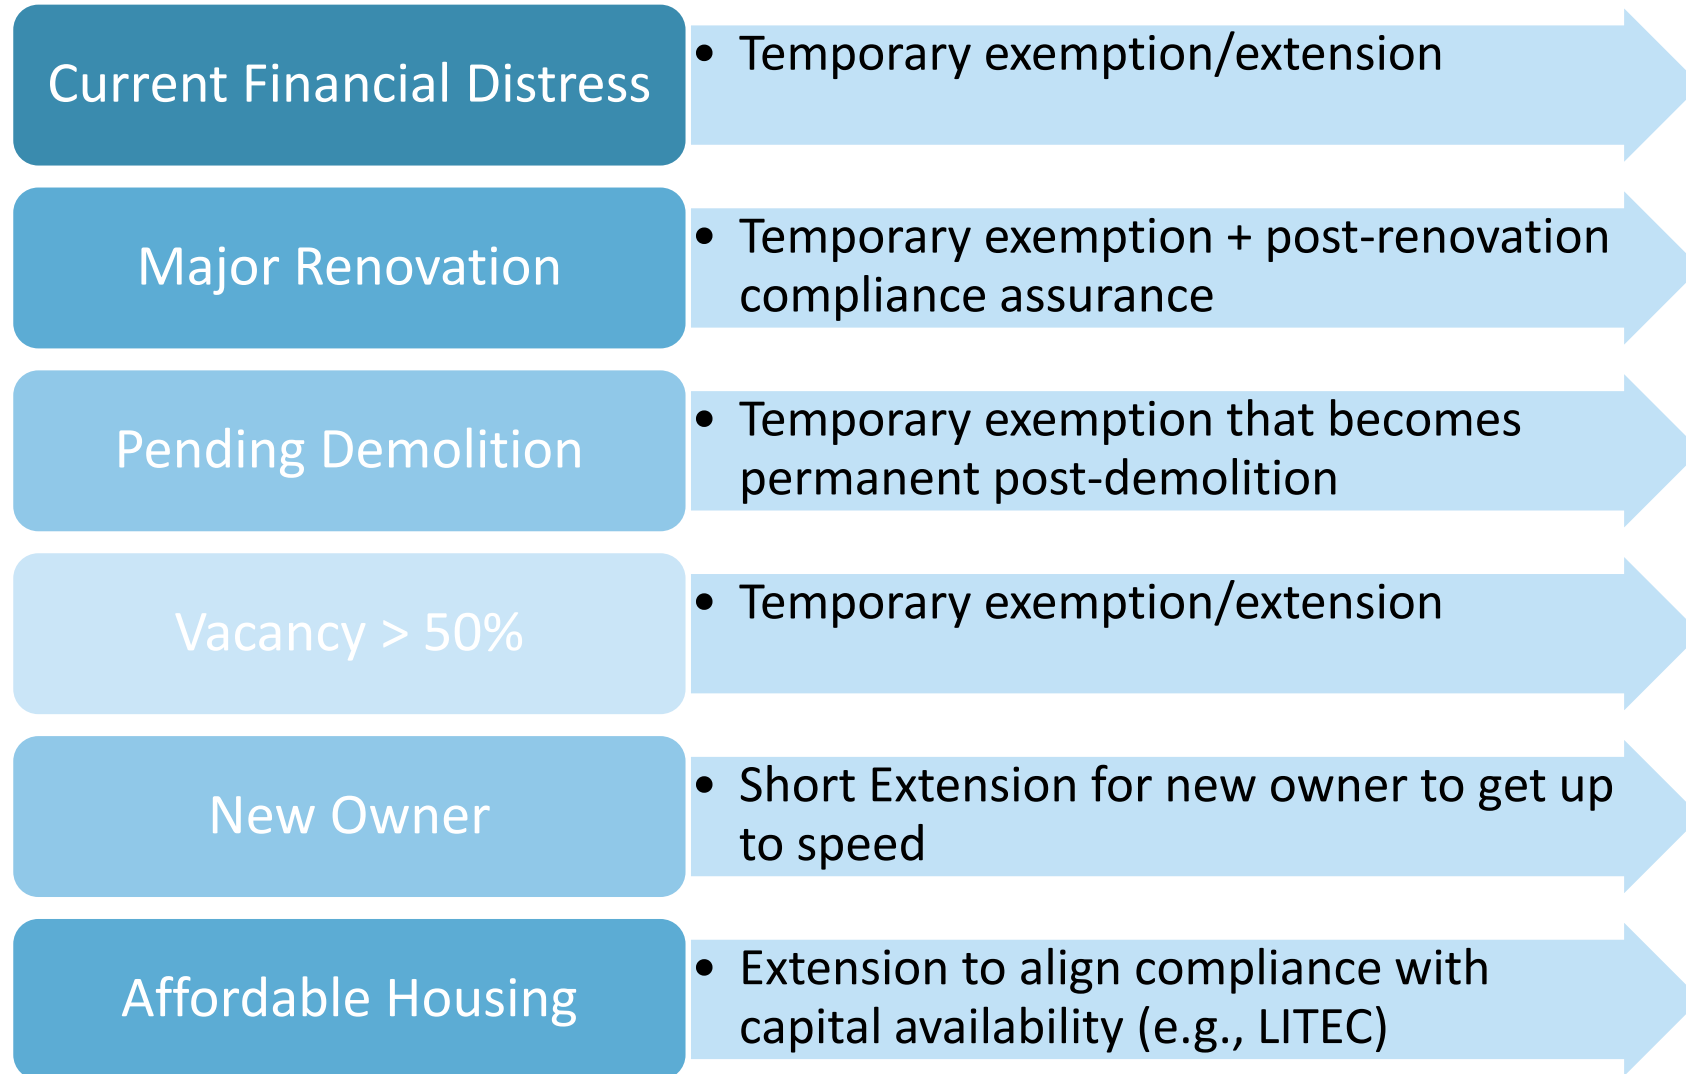 Current Financial Distress
• Temporary exemption/extension
Major Renovation
• Temporary exemption + post-renovation
compliance assurance
Pending Demolition
• Temporary exemption that becomes
permanent post-demolition
Vacancy > 50%
• Temporary exemption/extension
New Owner
• Short Extension for new owner to get up
to speed
Affordable Housing
• Extension to align compliance with
capital availability (e.g., LITEC)